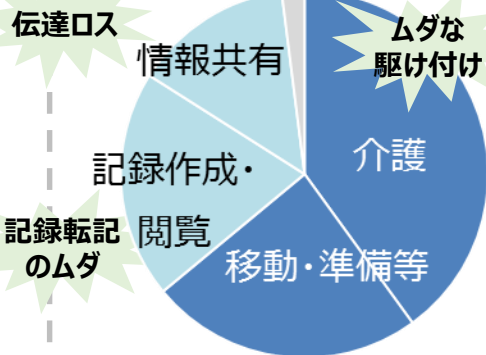 伝達ロス
ムダな
駆け付け
情報共有
介護
記録作成・
閲覧
記録転記
のムダ
移動・準備等